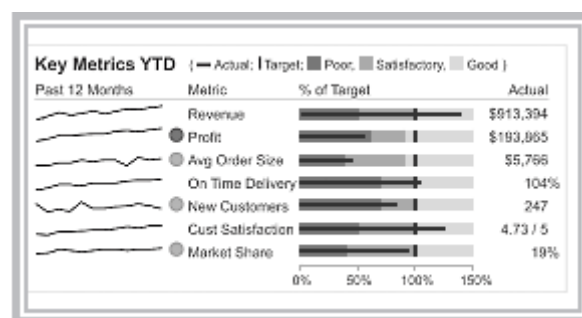 Key Metrics YTD ( Actual; Target; Poor, Satisfactory, Good )
Past 12 Months Metric % of Target Actual
Revenue $913,394
Profit $193,865
Avg Order Size $5,766
On Time Delivery 104%
New Customers 247
Cust Satisfaction 4.73 / 5
Market Share 19%
0% 50% 100% 150%